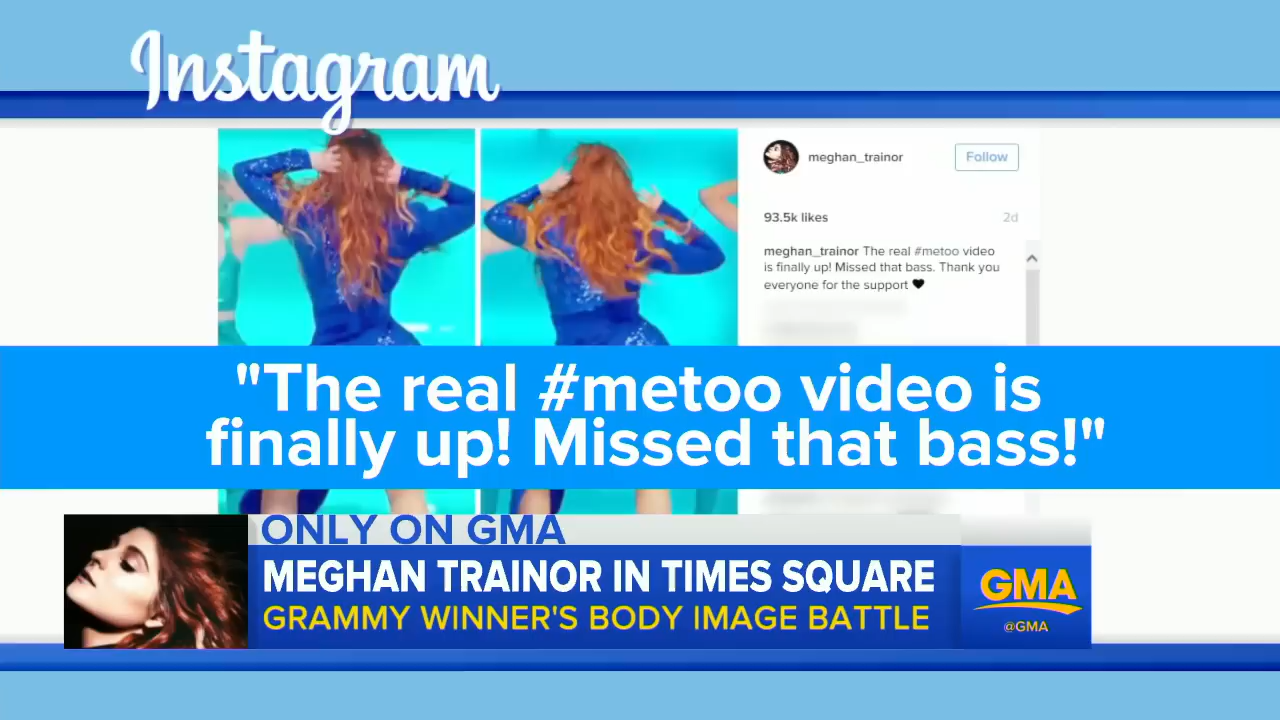 Instagram
meghan_trainor
Follow
93.5k likes
2d
meghan_trainor The real #metoo video
is finally up! Missed that bass. Thank you
everyone for the support 🖤
"The real #metoo video is
finally up! Missed that bass!"
ONLY ON GMA
MEGHAN TRAINOR IN TIMES SQUARE
GRAMMY WINNER'S BODY IMAGE BATTLE
GMA
@GMA